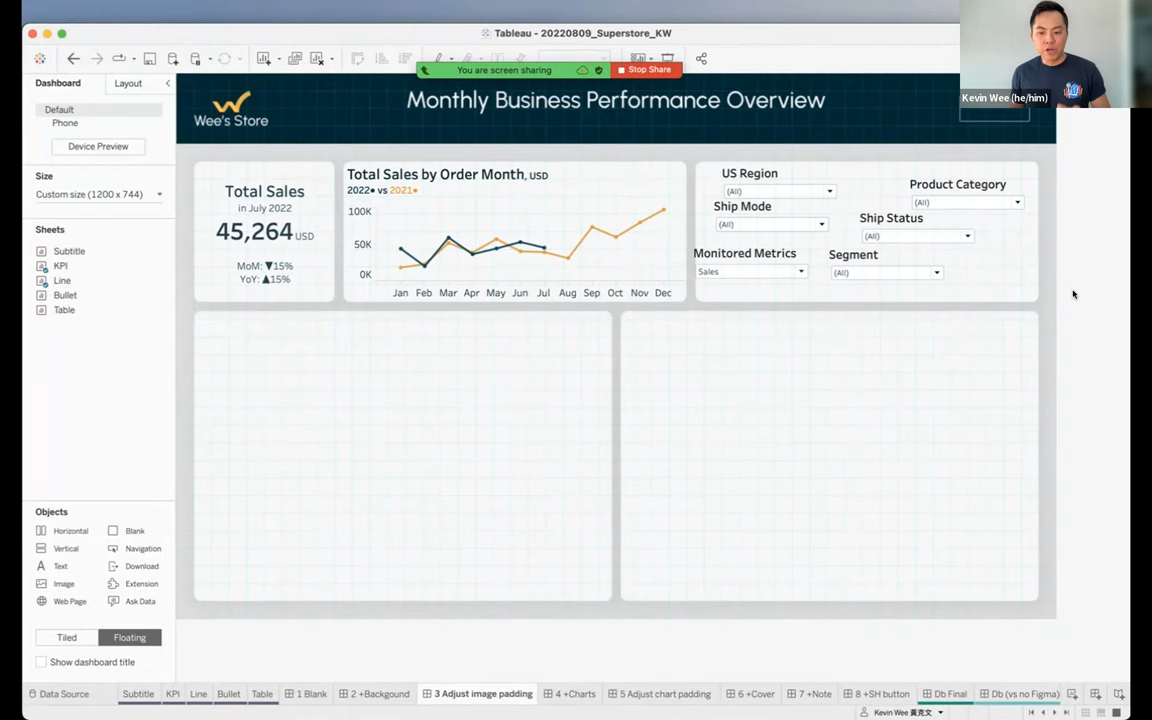 Tableau - 20220809_Superstore_KW
You are screen sharing
Stop Share
Kevin Wee (he/him)
Dashboard
Layout
Default
Phone
Device Preview
Size
Custom size (1200 x 744)
Sheets
Subtitle
KPI
Line
Bullet
Table
Objects
Horizontal
Blank
Vertical
Navigation
Text
Download
Image
Extension
Web Page
Ask Data
Tiled
Floating
Show dashboard title
Wee's Store
Monthly Business Performance Overview
Total Sales
in July 2022
45,264 USD
MoM: ▼15%
YoY: ▲15%
Total Sales by Order Month, USD
2022• vs 2021•
100K
50K
0K
Jan Feb Mar Apr May Jun Jul Aug Sep Oct Nov Dec
US Region
(All)
Product Category
(All)
Ship Mode
(All)
Ship Status
(All)
Monitored Metrics
Sales
Segment
(All)
Data Source
Subtitle
KPI
Line
Bullet
Table
1 Blank
2 +Backgound
3 Adjust image padding
4 +Charts
5 Adjust chart padding
6 +Cover
7 +Note
8 +SH button
Db Final
Db (vs no Figma)
Kevin Wee 黃克文